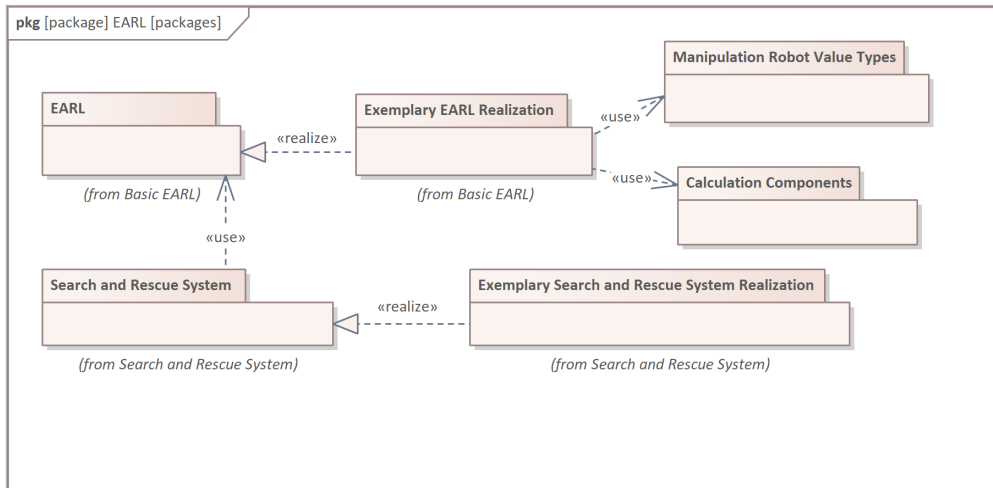 pkg [package] EARL [packages]
Manipulation Robot Value Types
EARL
Exemplary EARL Realization
«use»
«realize»
«use»
Calculation Components
(from Basic EARL)
(from Basic EARL)
«use»
Search and Rescue System
Exemplary Search and Rescue System Realization
«realize»
(from Search and Rescue System)
(from Search and Rescue System)